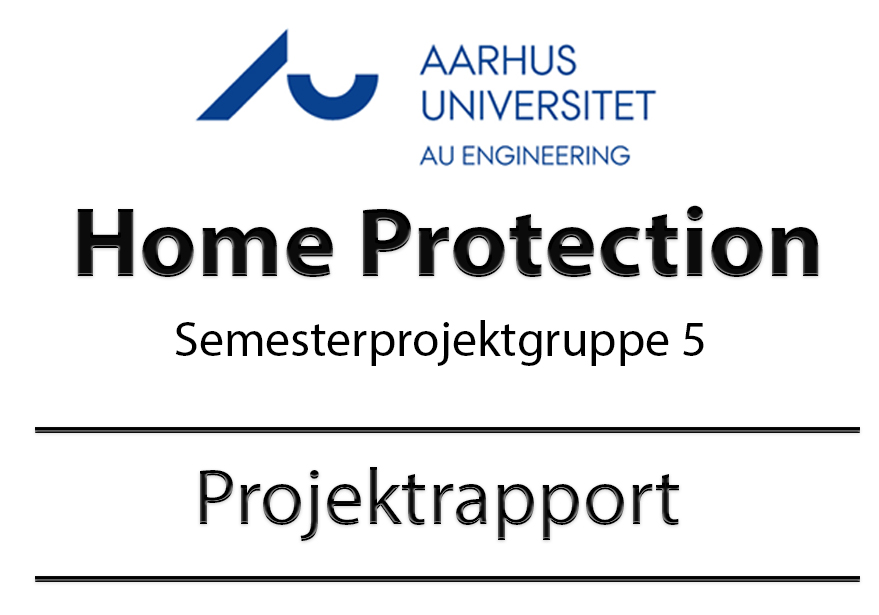 AARHUS
UNIVERSITET
AU ENGINEERING
Home Protection
Semesterprojektgruppe 5
Projektrapport